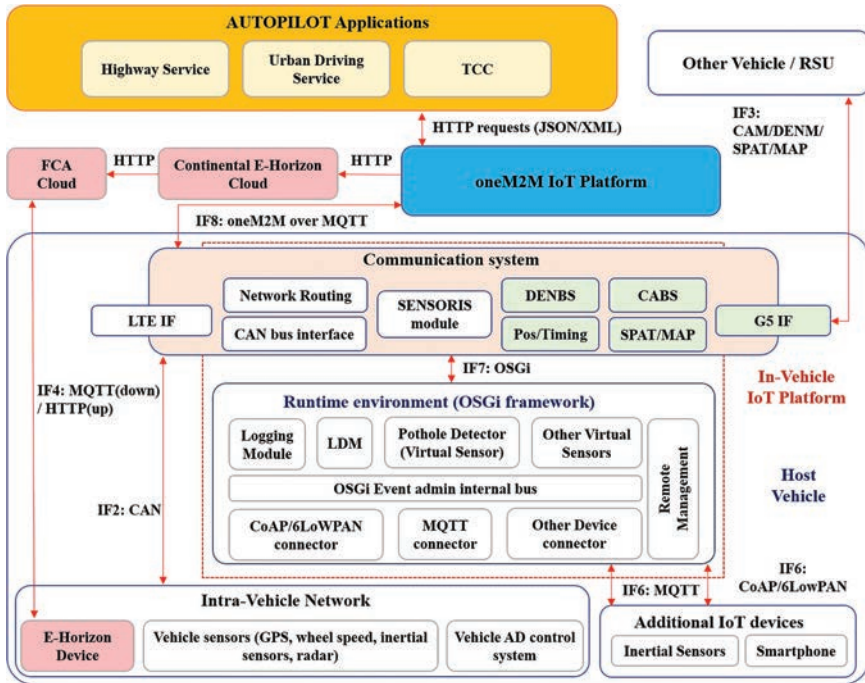 AUTOPILOT Applications
Highway Service
Urban Driving
Service
TCC
Other Vehicle / RSU
HTTP requests (JSON/XML)
IF3:
CAM/DENM/
SPAT/MAP
FCA
Cloud
HTTP
Continental E-Horizon
Cloud
HTTP
oneM2M IoT Platform
IF8: oneM2M over MQTT
Communication system
Network Routing
SENSORIS
module
DENBS
CABS
LTE IF
CAN bus interface
Pos/Timing
SPAT/MAP
G5 IF
IF7: OSGi
IF4: MQTT(down)
/ HTTP(up)
In-Vehicle
IoT Platform
Runtime environment (OSGi framework)
Logging
Module
LDM
Pothole Detector
(Virtual Sensor)
Other Virtual
Sensors
Remote
Management
OSGi Event admin internal bus
Host
Vehicle
IF2: CAN
CoAP/6LoWPAN
connector
MQTT
connector
Other Device
connector
IF6: MQTT
IF6:
CoAP/6LowPAN
Intra-Vehicle Network
E-Horizon
Device
Vehicle sensors (GPS, wheel speed, inertial
sensors, radar)
Vehicle AD control
system
Additional IoT devices
Inertial Sensors
Smartphone